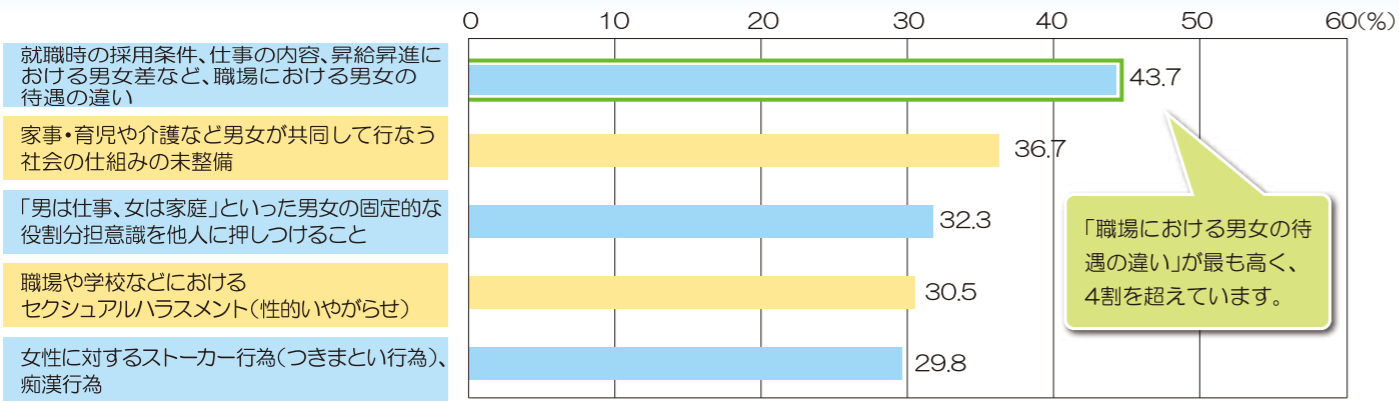 0 10 20 30 40 50 60(%)
就職時の採用条件、仕事の内容、昇給昇進に
おける男女差など、職場における男女の
待遇の違い
43.7
家事・育児や介護など男女が共同して行なう
社会の仕組みの未整備
36.7
「男は仕事、女は家庭」といった男女の固定的な
役割分担意識を他人に押しつけること
32.3
職場や学校などにおける
セクシュアルハラスメント(性的いやがらせ)
30.5
女性に対するストーカー行為(つきまとい行為)、
痴漢行為
29.8
「職場における男女の待
遇の違い」が最も高く、
4割を超えています。